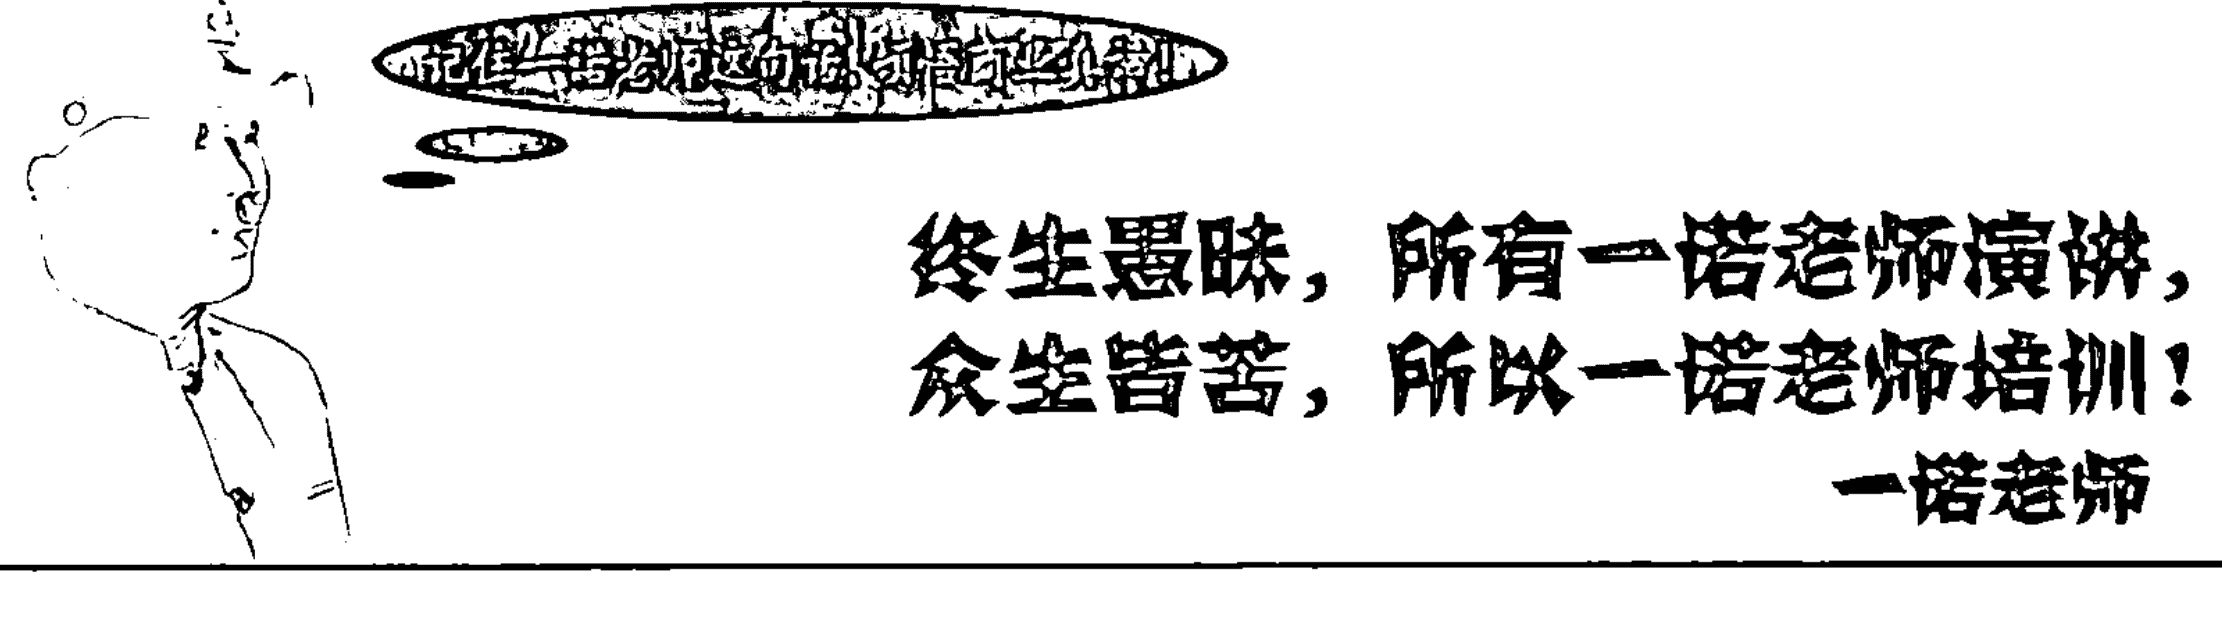 记住一诺老师这句话！
终生愚昧，所有一诺老师演讲，
众生皆苦，所以一诺老师培训！
一诺老师